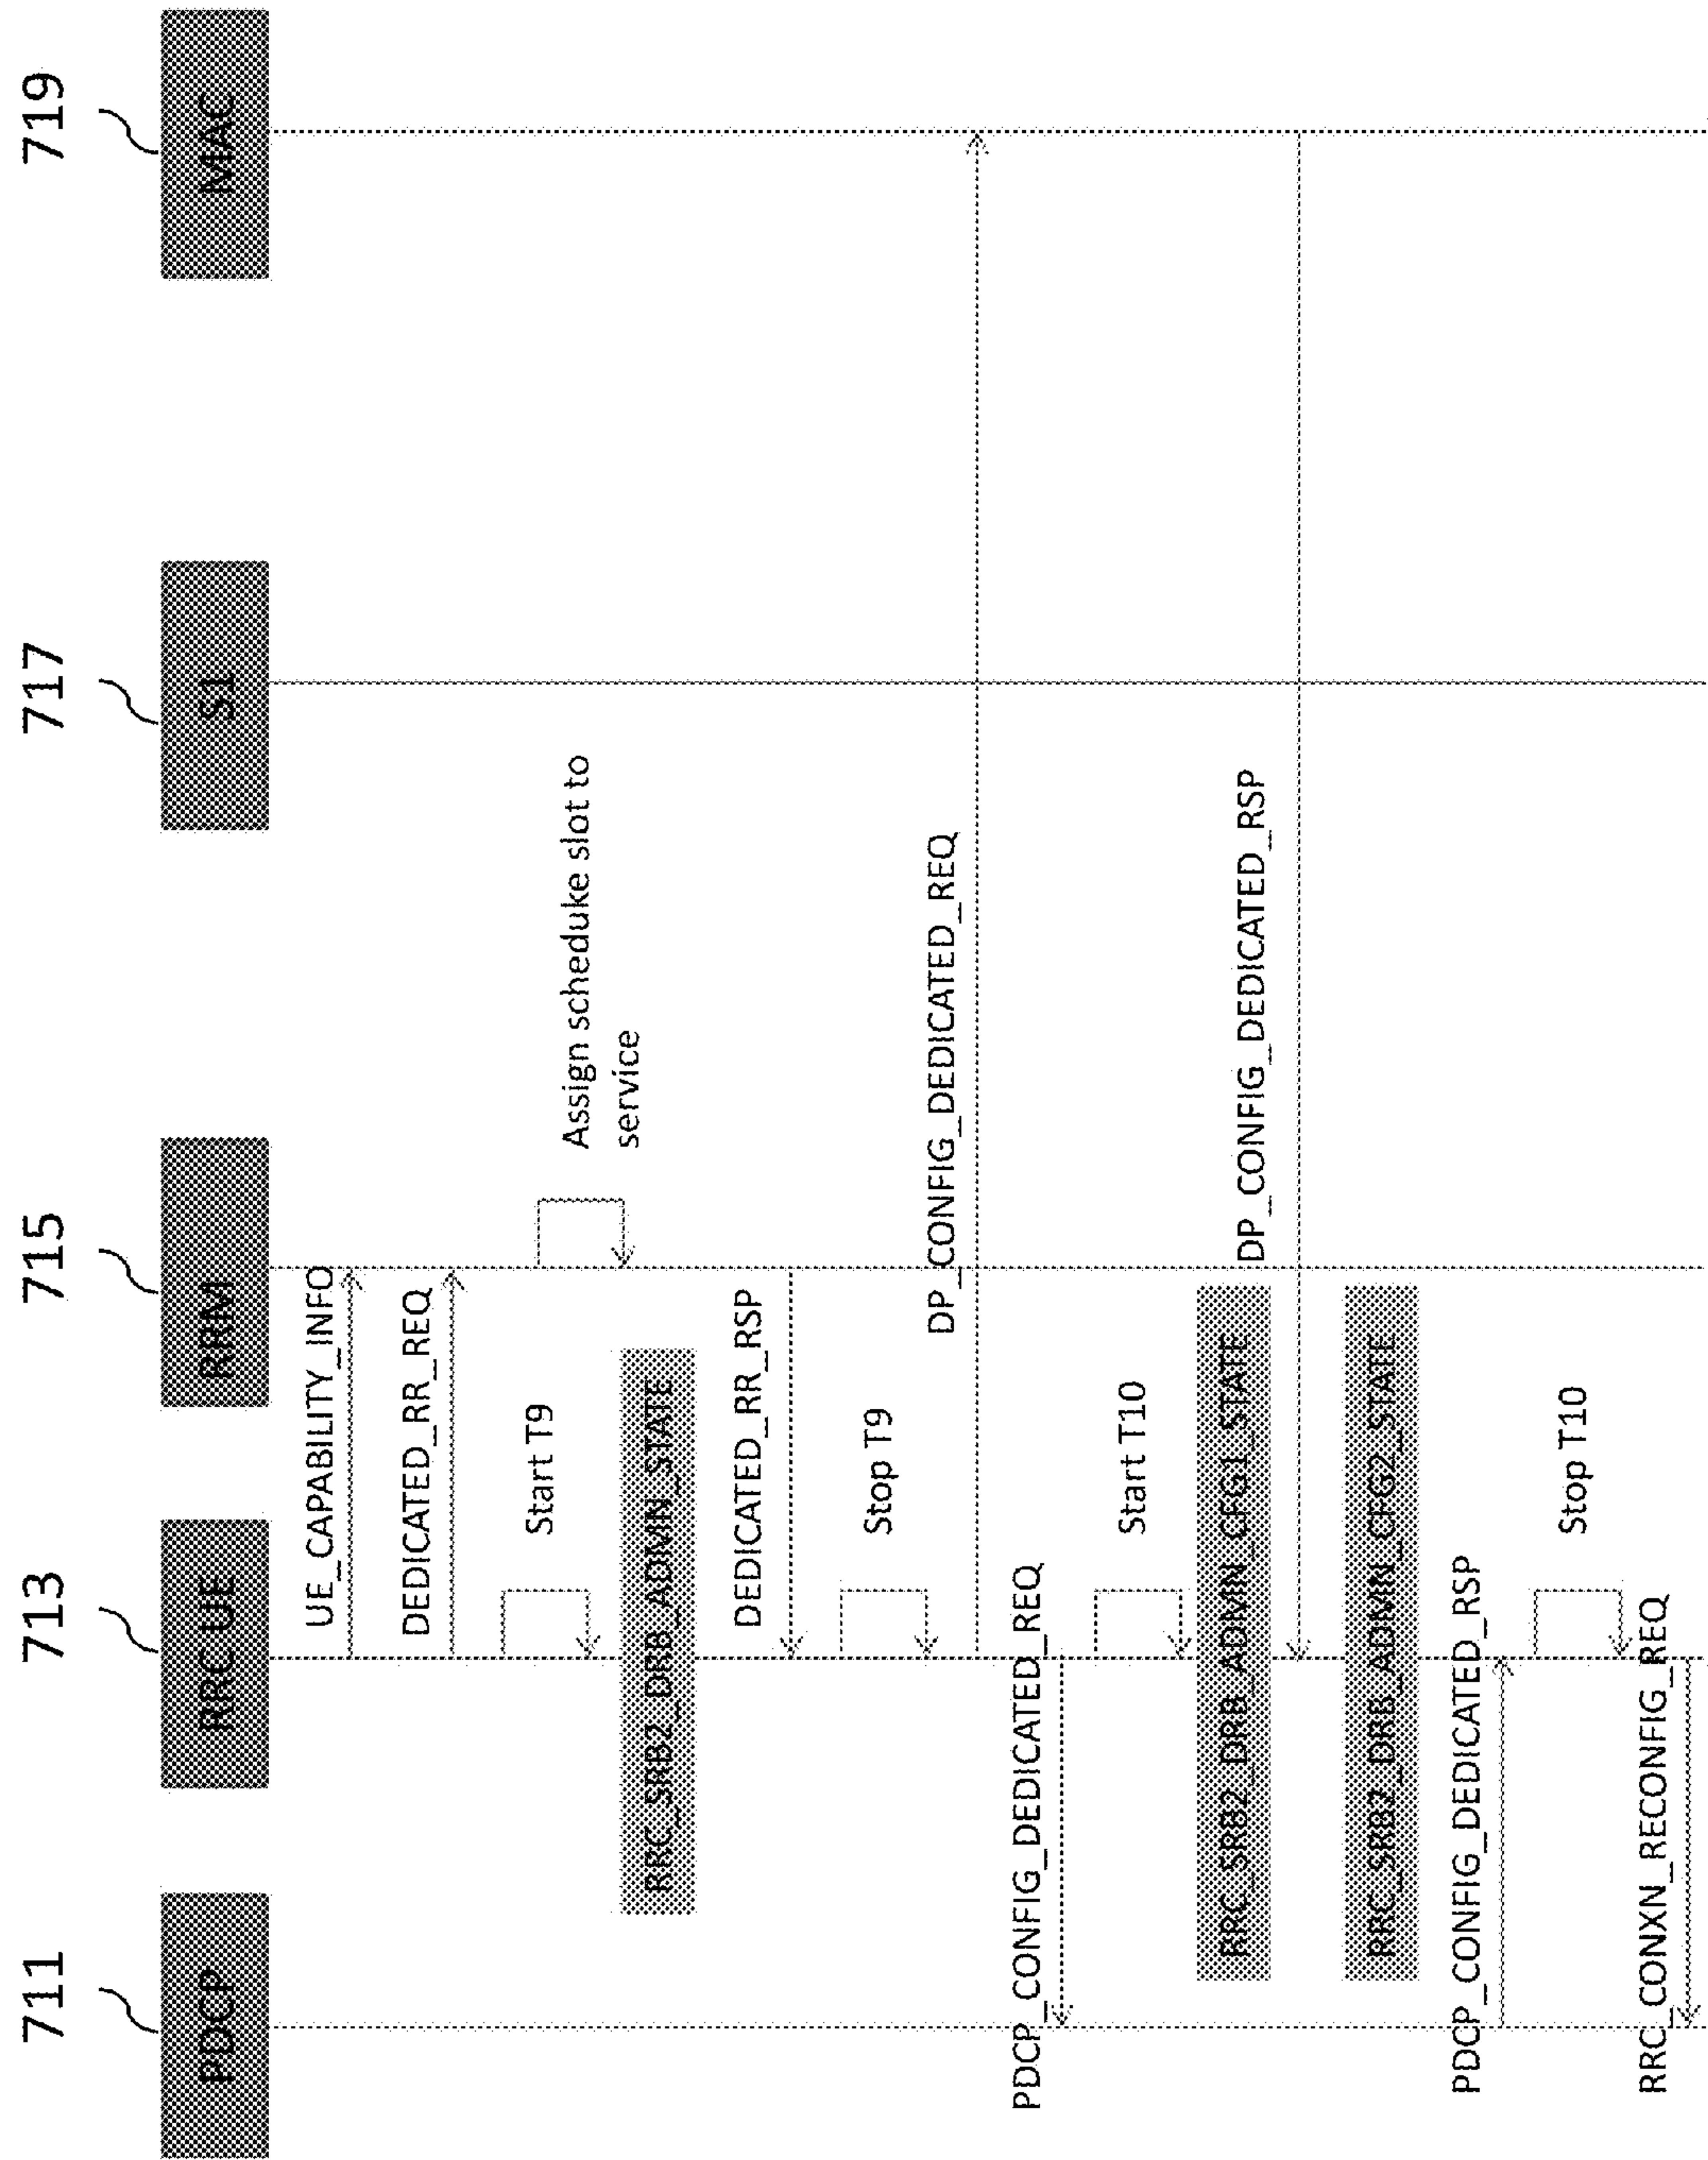 711
713
715
717
719
PDCP
RRC UE
RRM
S1
MAC
UE_CAPABILITY_INFO
DEDICATED_RR_REQ
Start T9
Assign scheduke slot to
service
RRC_SRB2_DRB_ADMN_STATE
DEDICATED_RR_RSP
Stop T9
DP_CONFIG_DEDICATED_REQ
PDCP_CONFIG_DEDICATED_REQ
Start T10
RRC_SRB2_DRB_ADMN_CFG1_STATE
DP_CONFIG_DEDICATED_RSP
RRC_SRB2_DRB_ADMN_CFG2_STATE
PDCP_CONFIG_DEDICATED_RSP
Stop T10
RRC_CONXN_RECONFIG_REQ